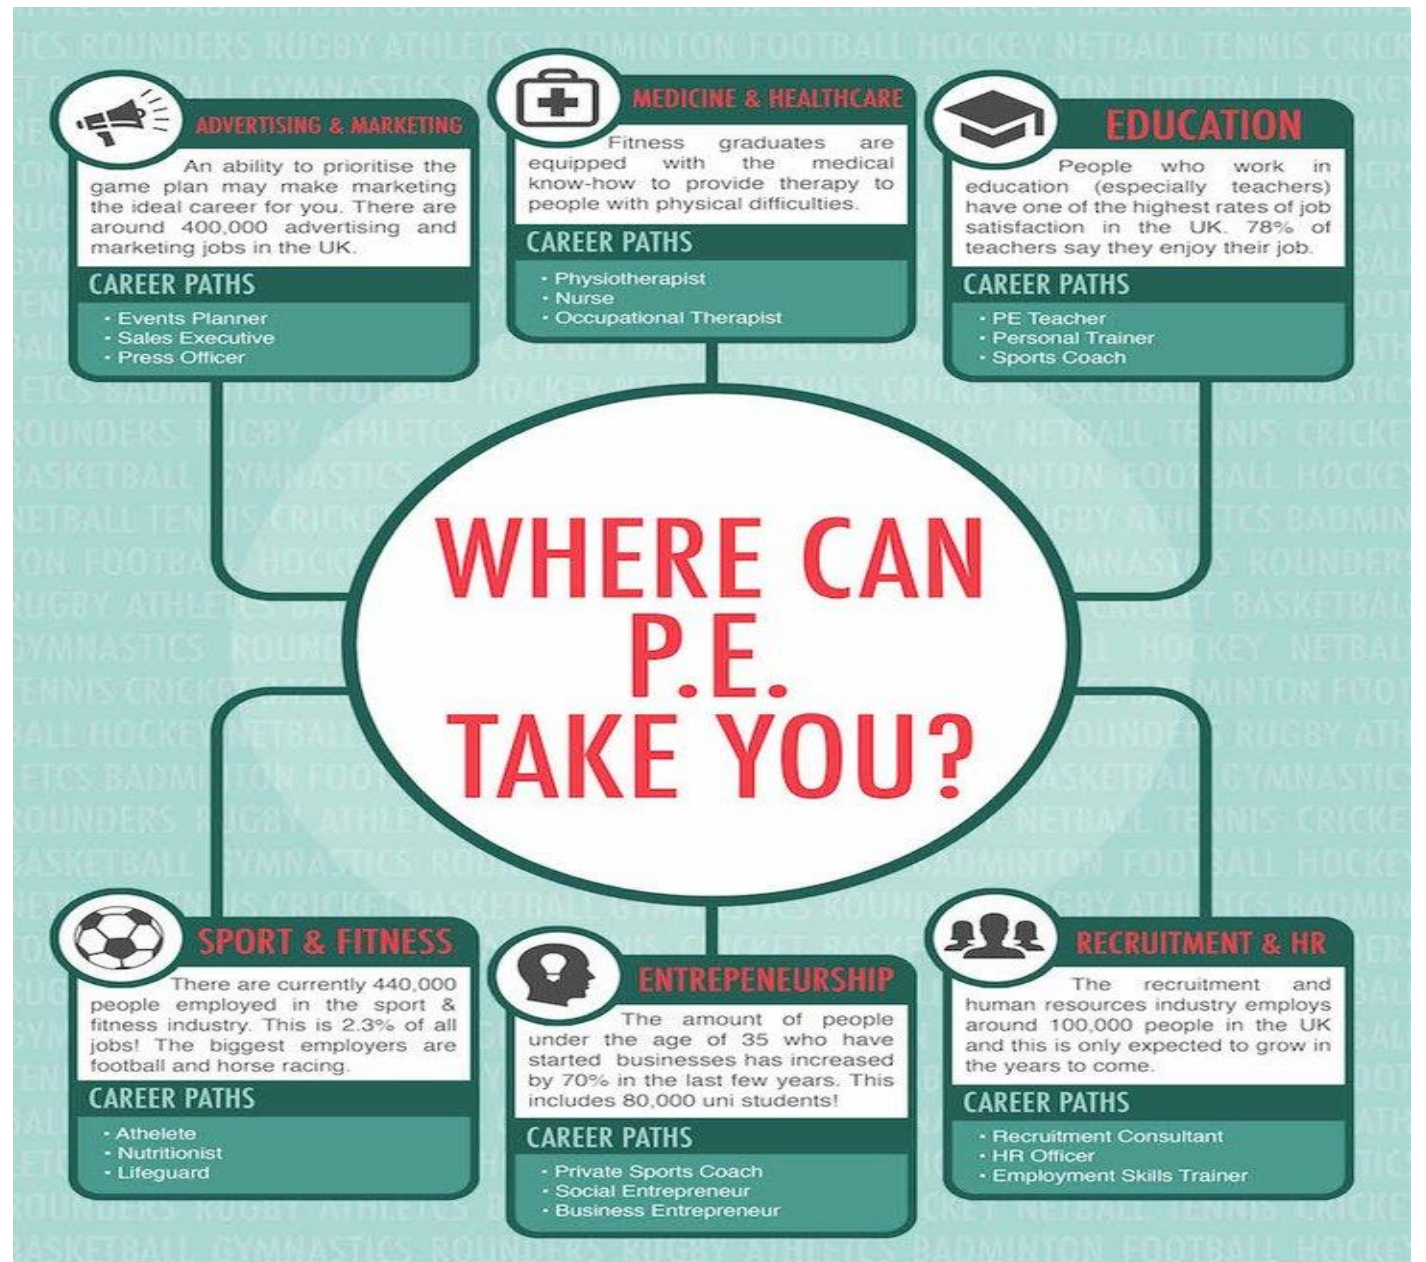 ADVERTISING & MARKETING
An ability to prioritise the
game plan may make marketing
the ideal career for you. There are
around 400,000 advertising and
marketing jobs in the UK.
CAREER PATHS
· Events Planner
· Sales Executive
· Press Officer
MEDICINE & HEALTHCARE
Fitness graduates are
equipped with the medical
know-how to provide therapy to
people with physical difficulties.
CAREER PATHS
· Physiotherapist
· Nurse
· Occupational Therapist
EDUCATION
People who work in
education (especially teachers)
have one of the highest rates of job
satisfaction in the UK. 78% of
teachers say they enjoy their job.
CAREER PATHS
· PE Teacher
· Personal Trainer
· Sports Coach
WHERE CAN
P.E.
TAKE YOU?
SPORT & FITNESS
There are currently 440,000
people employed in the sport &
fitness industry. This is 2.3% of all
jobs! The biggest employers are
football and horse racing.
CAREER PATHS
· Athelete
· Nutritionist
· Lifeguard
ENTREPENEURSHIP
The amount of people
under the age of 35 who have
started businesses has increased
by 70% in the last few years. This
includes 80,000 uni students!
CAREER PATHS
· Private Sports Coach
· Social Entrepreneur
· Business Entrepreneur
RECRUITMENT & HR
The recruitment and
human resources industry employs
around 100,000 people in the UK
and this is only expected to grow in
the years to come.
CAREER PATHS
· Recruitment Consultant
· HR Officer
· Employment Skills Trainer